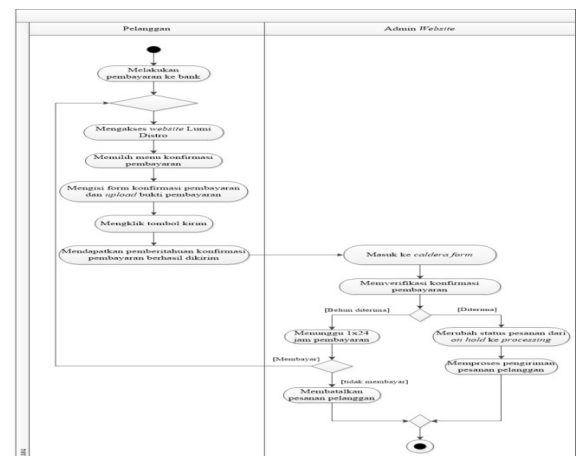 Pelanggan
Admin Website
Melakukan
pembayaran ke bank
Mengakses website Lumi
Distro
Memilih menu konfirmasi
pembayaran
Mengisi form konfirmasi pembayaran
dan upload bukti pembayaran
Mengklik tombol kirim
Mendapatkan pemberitahuan konfirmasi
pembayaran berhasil dikirim
Masuk ke caldera form
Memverifikasi konfirmasi
pembayaran
[Belum diterima]
[Diterima]
Menunggu 1x24
jam pembayaran
Merubah status pesanan dari
on hold ke processing
[Membayar]
Memproses pengiriman
pesanan pelanggan
[tidak membayar]
Membatalkan
pesanan pelanggan